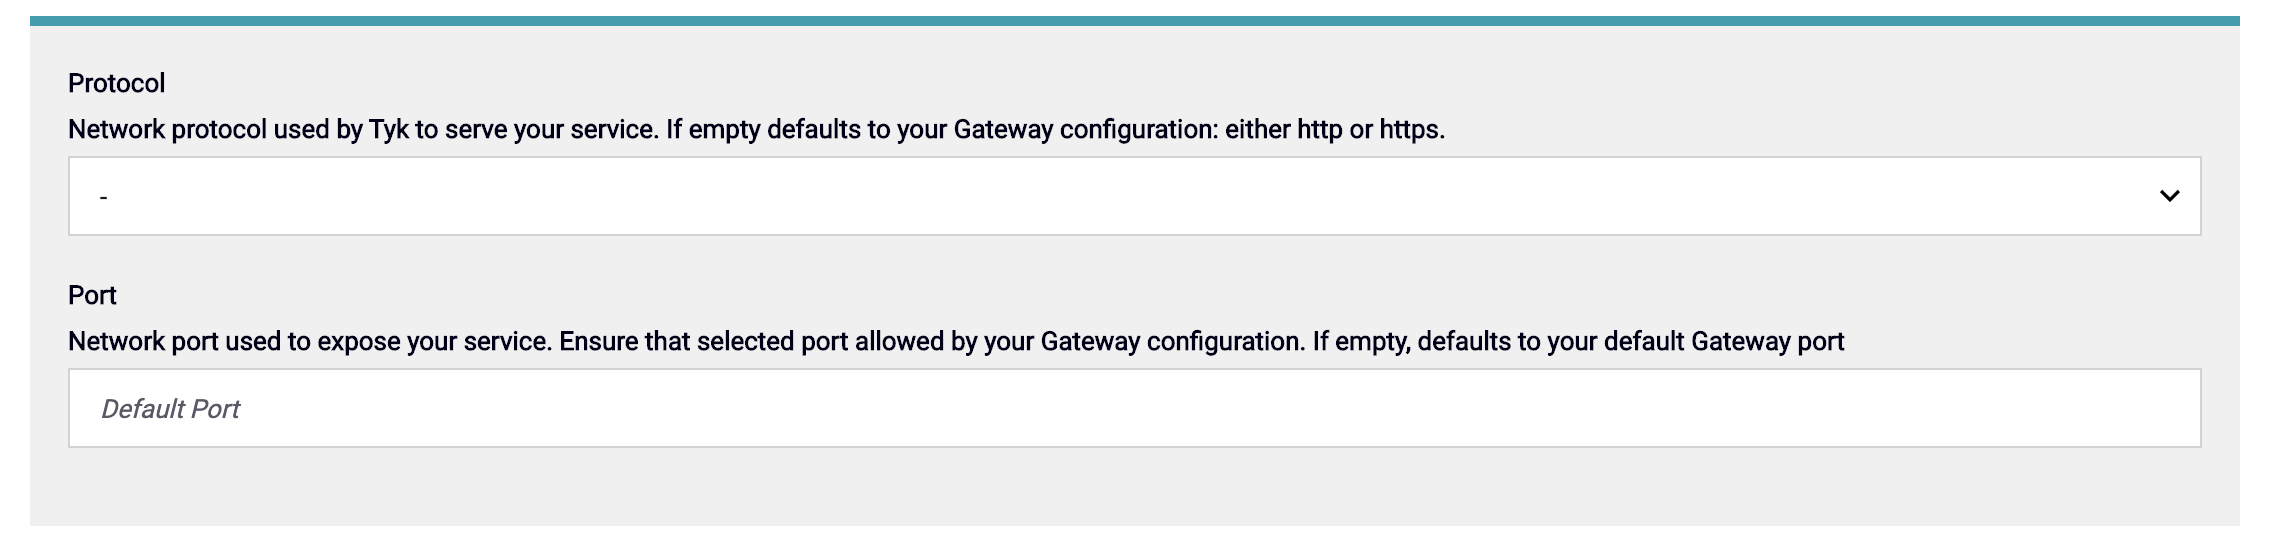 Protocol
Network protocol used by Tyk to serve your service. If empty defaults to your Gateway configuration: either http or https.
-
Port
Network port used to expose your service. Ensure that selected port allowed by your Gateway configuration. If empty, defaults to your default Gateway port
Default Port